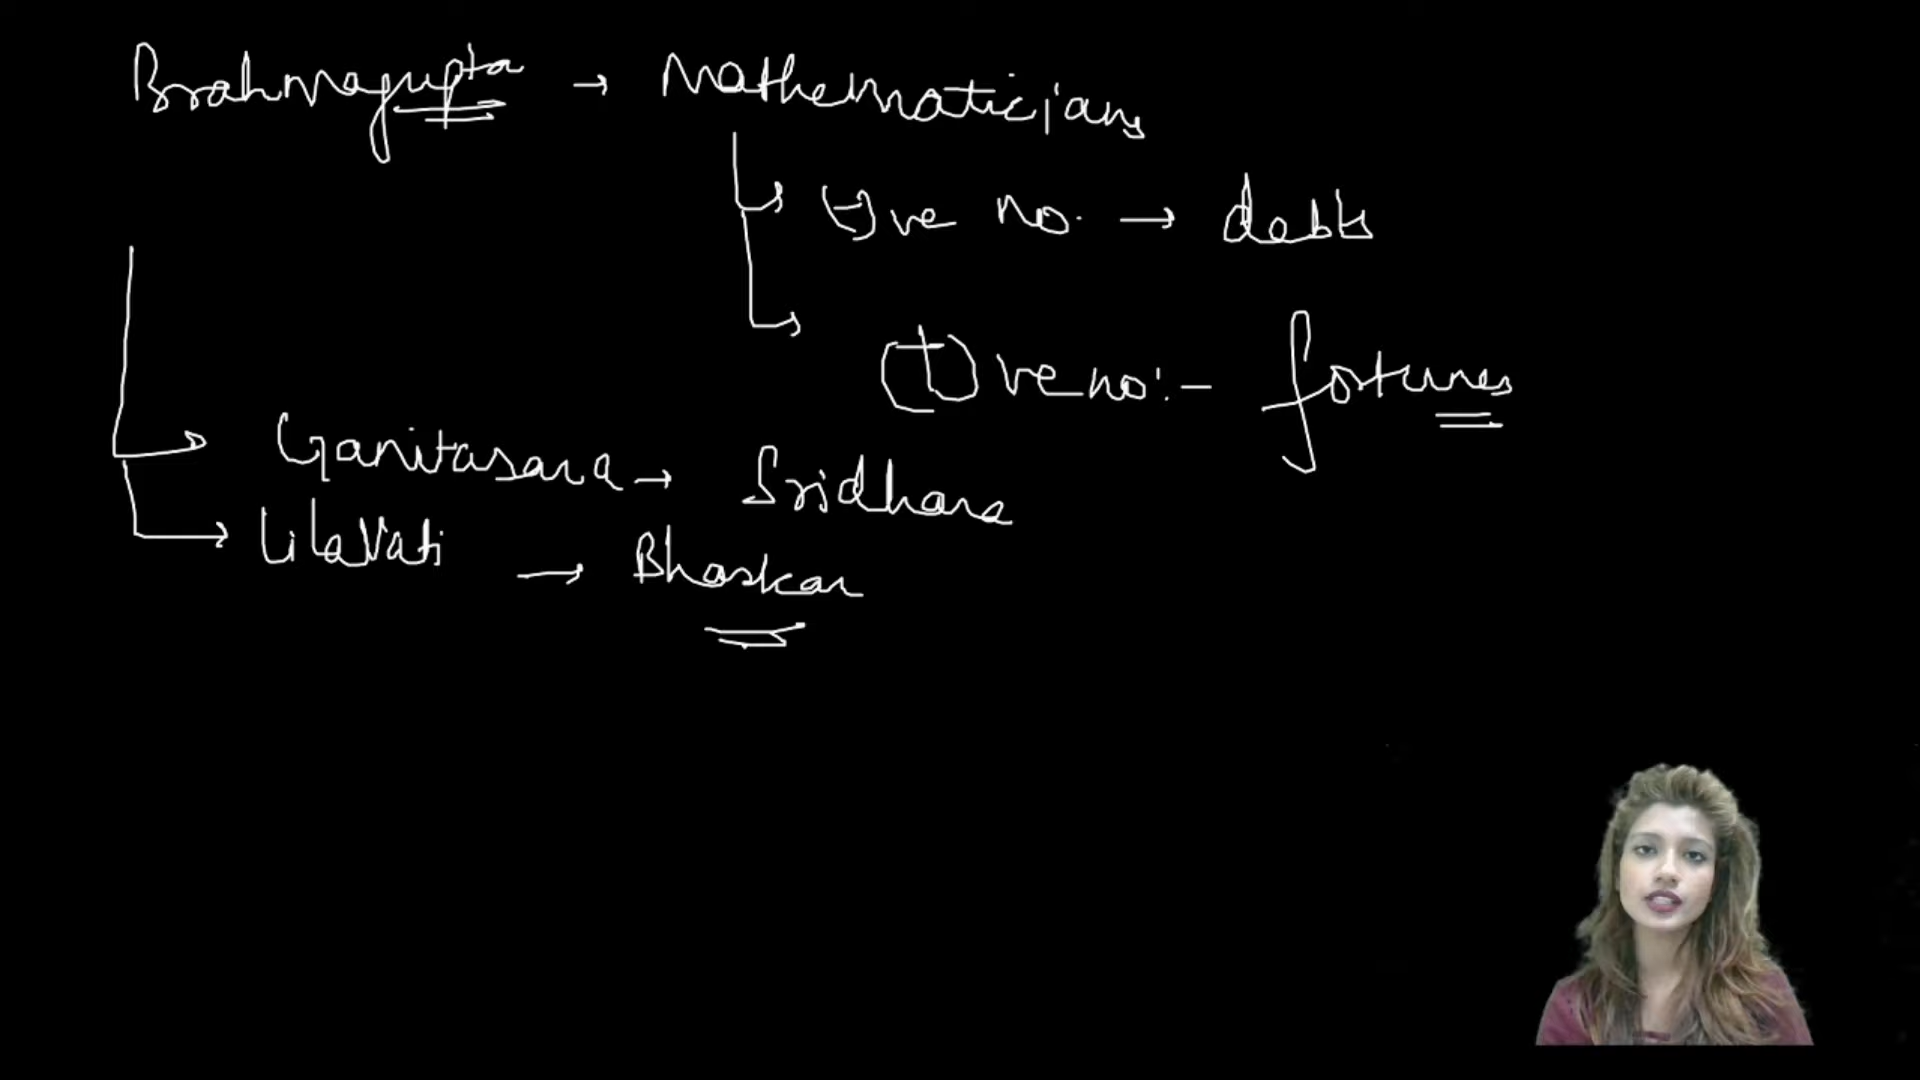 Brahmagupta → Mathematicians
(-)ve no. → debts
(+)ve no:- fortunes
Ganitasara → Sridhara
Lilavati → Bhaskar